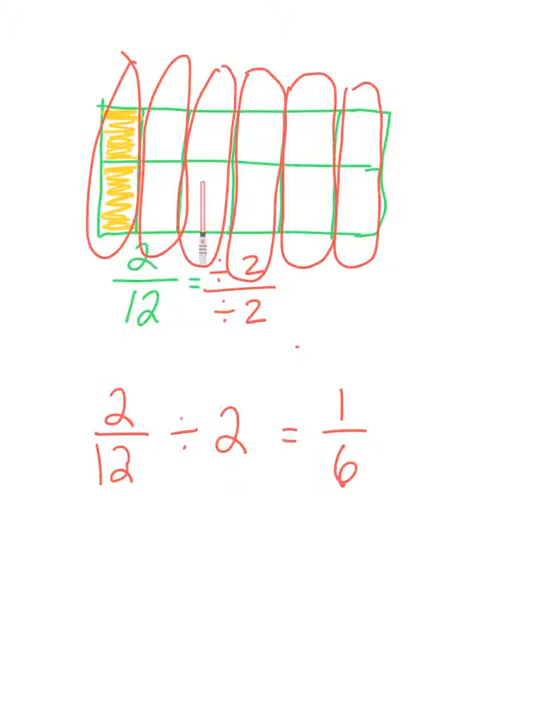 2/12 = ÷2/÷2
2/12 ÷ 2 = 1/6